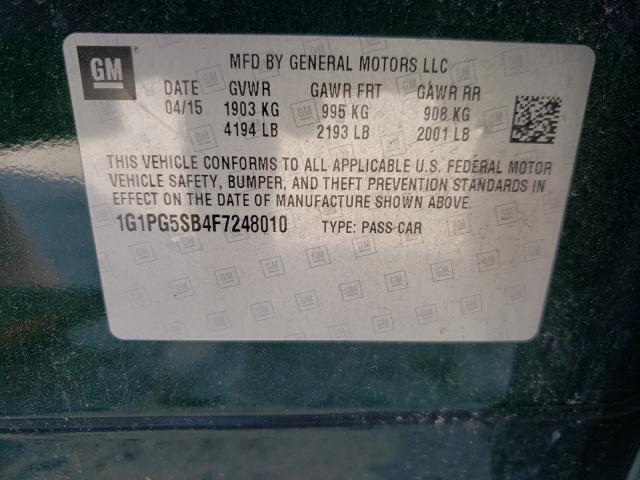 GM
MFD BY GENERAL MOTORS LLC
DATE GVWR GAWR FRT GAWR RR
04/15 1903 KG 995 KG 908 KG
4194 LB 2193 LB 2001 LB
THIS VEHICLE CONFORMS TO ALL APPLICABLE U.S. FEDERAL MOTOR
VEHICLE SAFETY, BUMPER, AND THEFT PREVENTION STANDARDS IN
EFFECT ON THE DATE OF MANUFACTURE SHOWN ABOVE.
1G1PG5SB4F7248010 TYPE: PASS CAR